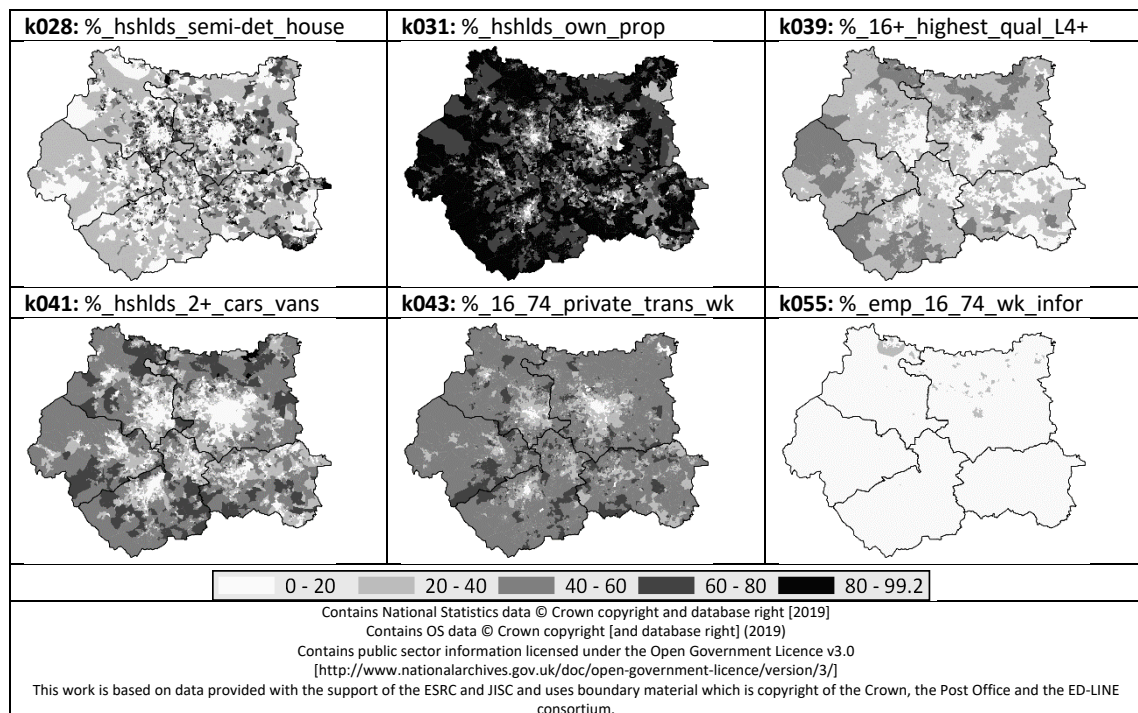 k028: %_hshlds_semi-det_house
k031: %_hshlds_own_prop
k039: %_16+_highest_qual_L4+
k041: %_hshlds_2+_cars_vans
k043: %_16_74_private_trans_wk
k055: %_emp_16_74_wk_infor
0 - 20
20 - 40
40 - 60
60 - 80
80 - 99.2
Contains National Statistics data © Crown copyright and database right [2019]
Contains OS data © Crown copyright [and database right] (2019)
Contains public sector information licensed under the Open Government Licence v3.0
[http://www.nationalarchives.gov.uk/doc/open-government-licence/version/3/]
This work is based on data provided with the support of the ESRC and JISC and uses boundary material which is copyright of the Crown, the Post Office and the ED-LINE
consortium.